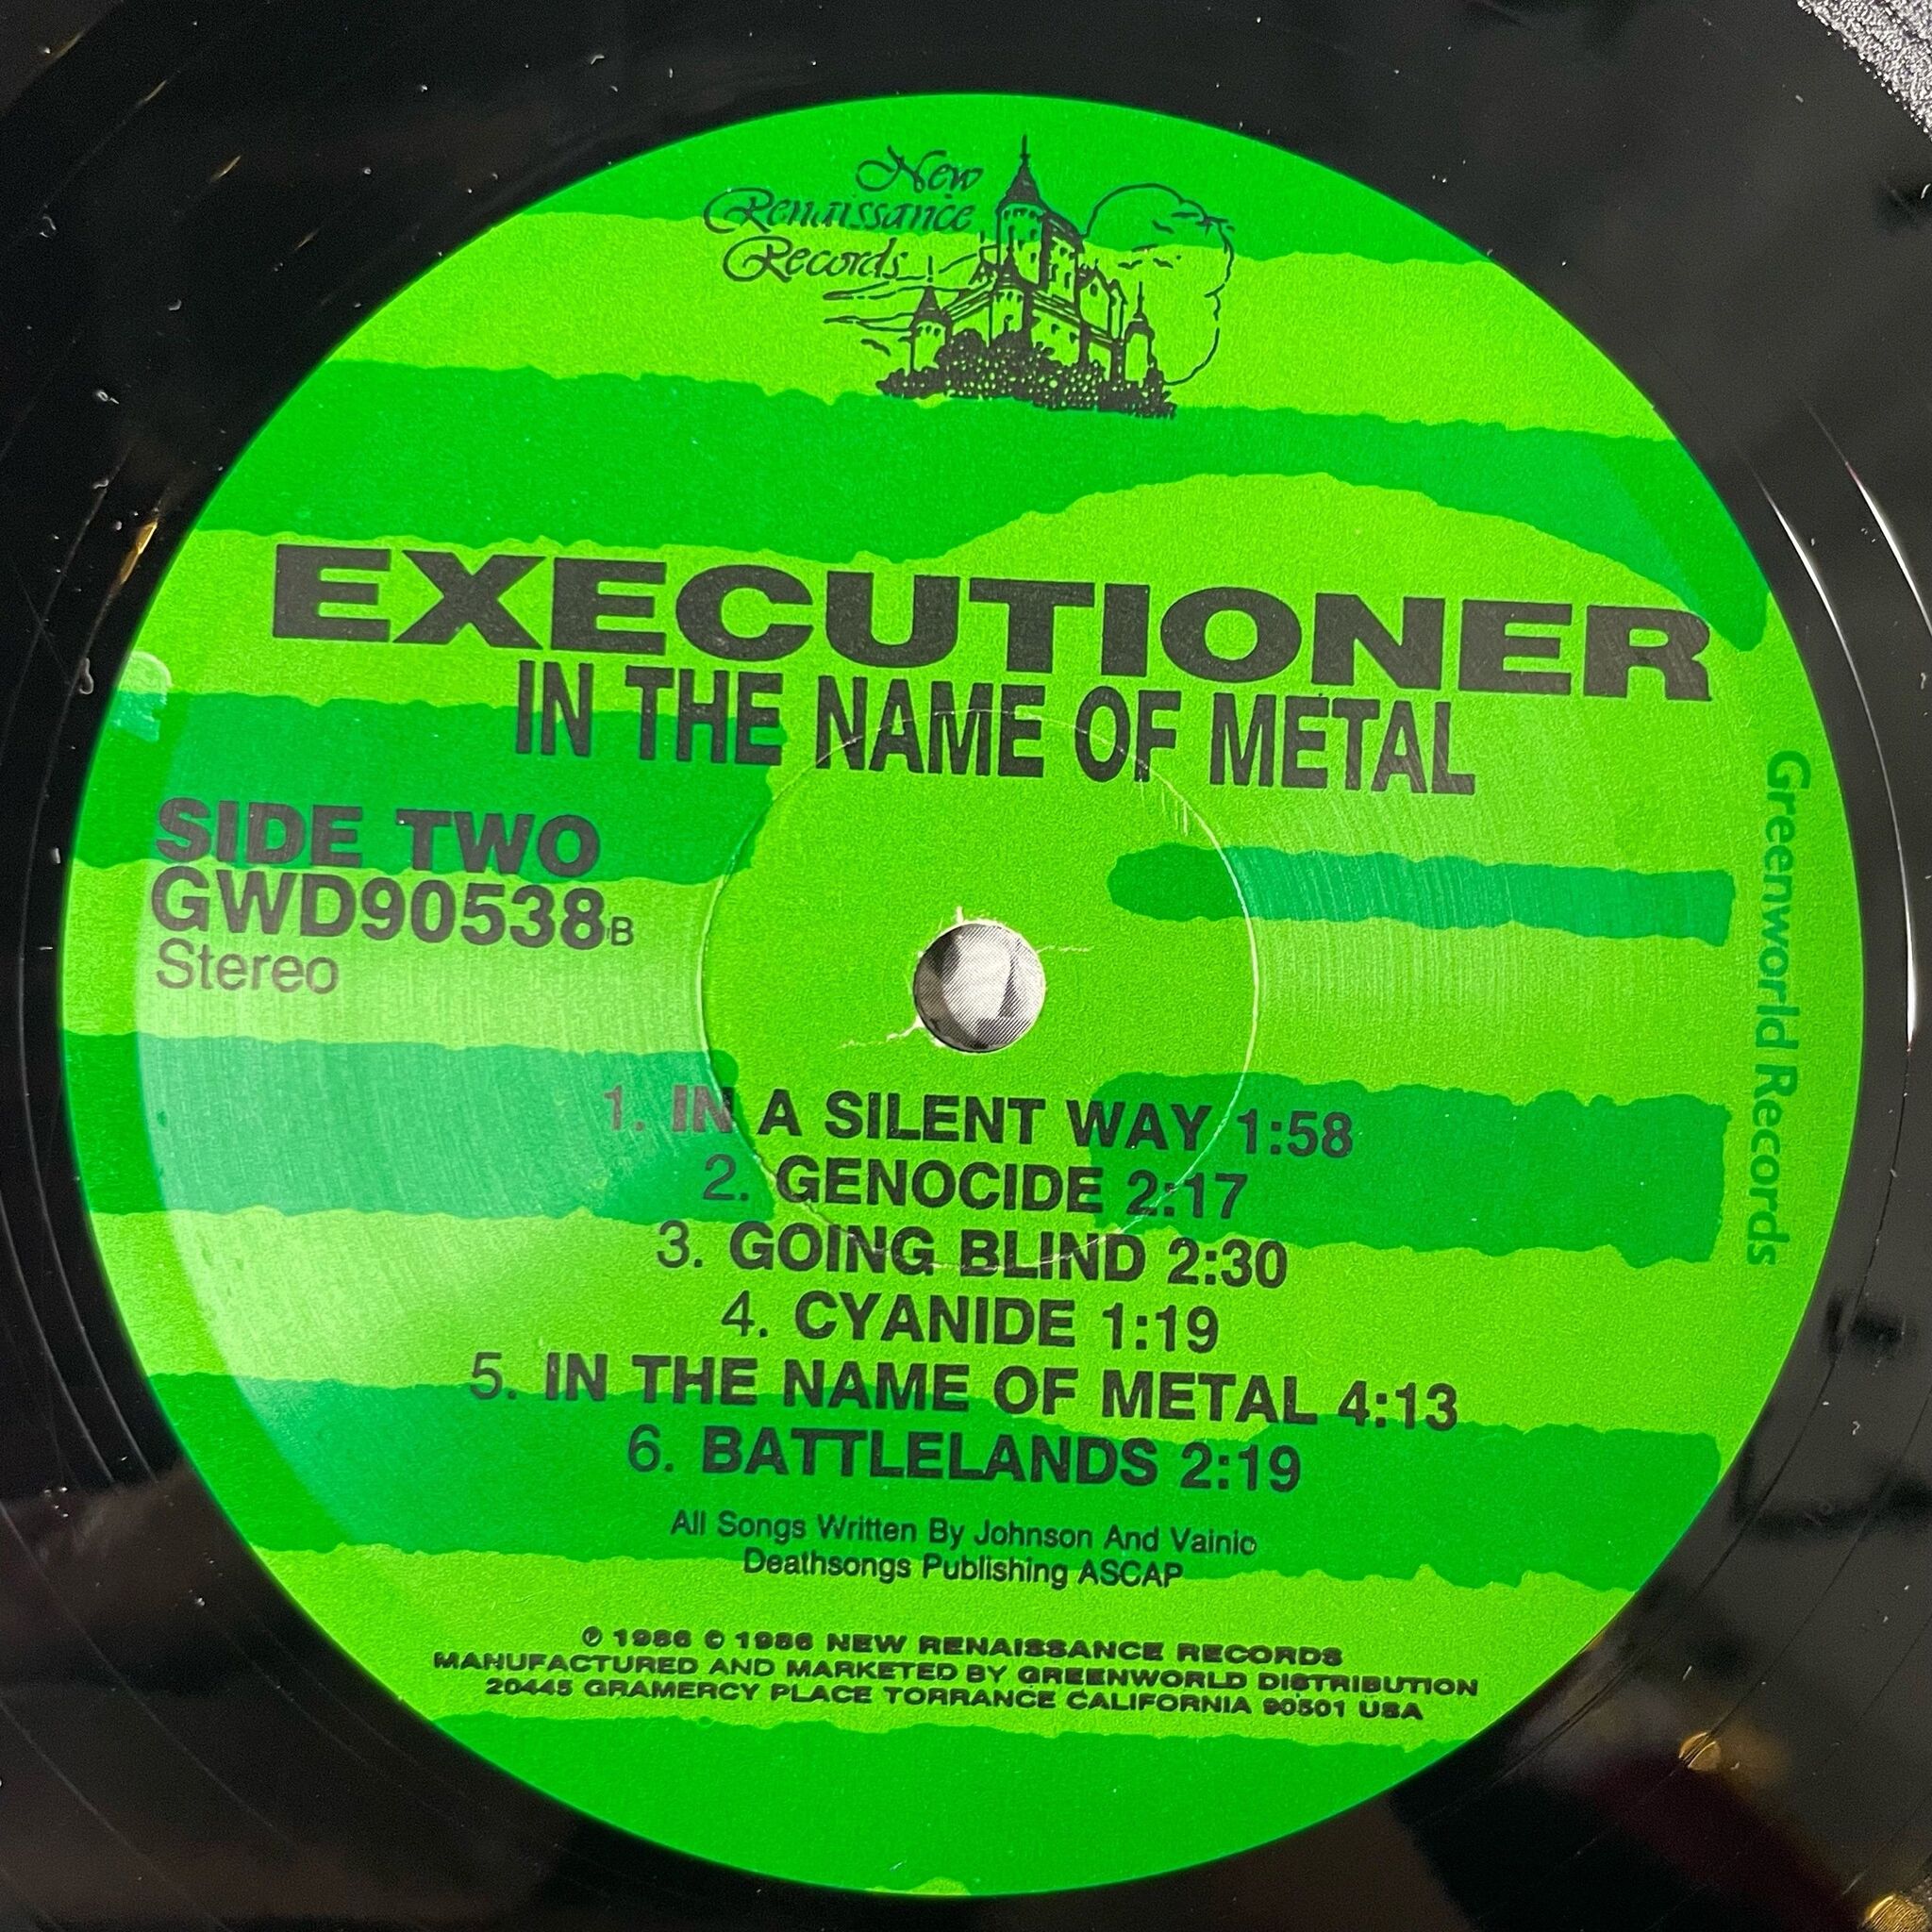 New
Renaissance
Records
EXECUTIONER
IN THE NAME OF METAL
SIDE TWO
GWD90538B
Stereo
Greenworld Records
1. IN A SILENT WAY 1:58
2. GENOCIDE 2:17
3. GOING BLIND 2:30
4. CYANIDE 1:19
5. IN THE NAME OF METAL 4:13
6. BATTLELANDS 2:19
All Songs Written By Johnson And Vainio
Deathsongs Publishing ASCAP
℗ 1986 © 1986 NEW RENAISSANCE RECORDS
MANUFACTURED AND MARKETED BY GREENWORLD DISTRIBUTION
20445 GRAMERCY PLACE TORRANCE CALIFORNIA 90501 USA